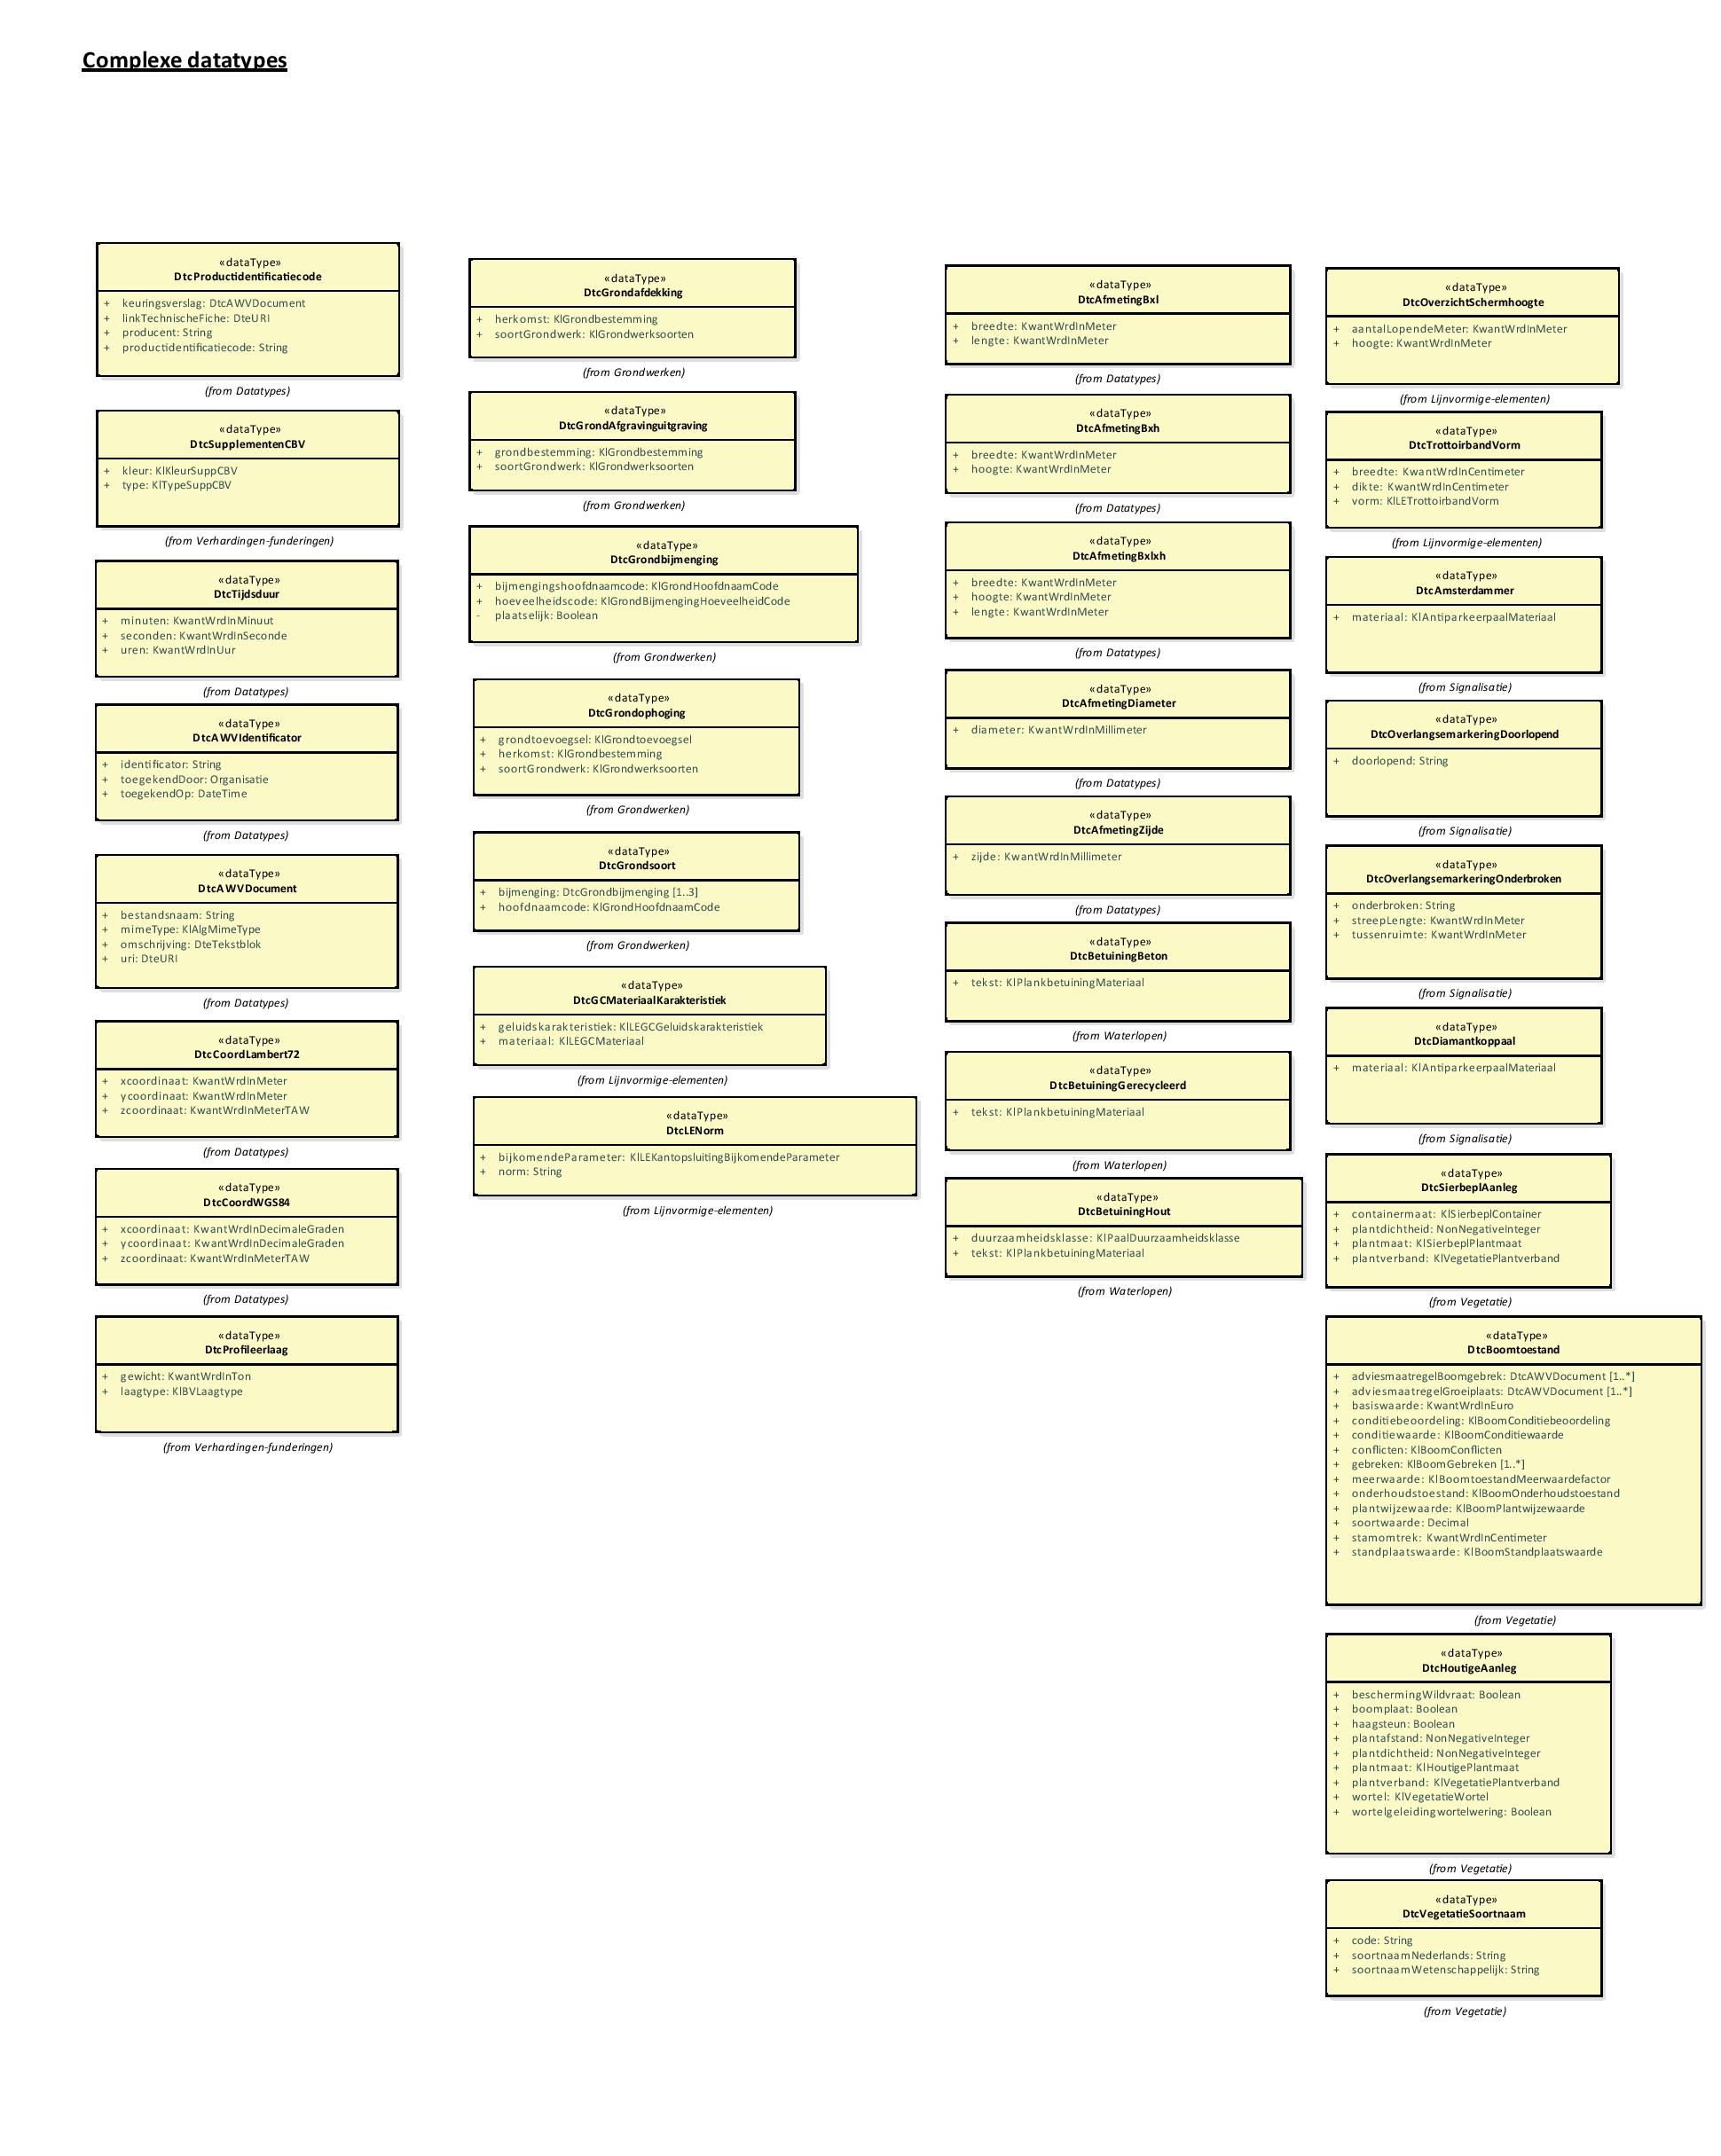 Complexe datatypes
«dataType»
DtcProductidentificatiecode
+ keuringsverslag: DtcAWVDocument
+ linkTechnischeFiche: DteURI
+ producent: String
+ productidentificatiecode: String
(from Datatypes)
«dataType»
DtcSupplementenCBV
+ kleur: KlKleurSuppCBV
+ type: KlTypeSuppCBV
(from Verhardingen-funderingen)
«dataType»
DtcTijdsduur
+ minuten: KwantWrdInMinuut
+ seconden: KwantWrdInSeconde
+ uren: KwantWrdInUur
(from Datatypes)
«dataType»
DtcAWVIdentificator
+ identificator: String
+ toegekendDoor: Organisatie
+ toegekendOp: DateTime
(from Datatypes)
«dataType»
DtcAWVDocument
+ bestandsnaam: String
+ mimeType: KlAlgMimeType
+ omschrijving: DteTekstblok
+ uri: DteURI
(from Datatypes)
«dataType»
DtcCoordLambert72
+ xcoordinaat: KwantWrdInMeter
+ ycoordinaat: KwantWrdInMeter
+ zcoordinaat: KwantWrdInMeterTAW
(from Datatypes)
«dataType»
DtcCoordWGS84
+ xcoordinaat: KwantWrdInDecimaleGraden
+ ycoordinaat: KwantWrdInDecimaleGraden
+ zcoordinaat: KwantWrdInMeterTAW
(from Datatypes)
«dataType»
DtcProfileerlaag
+ gewicht: KwantWrdInTon
+ laagtype: KlBVLaagtype
(from Verhardingen-funderingen)
«dataType»
DtcGrondafdekking
+ herkomst: KlGrondbestemming
+ soortGrondwerk: KlGrondwerksoorten
(from Grondwerken)
«dataType»
DtcGrondAfgravinguitgraving
+ grondbestemming: KlGrondbestemming
+ soortGrondwerk: KlGrondwerksoorten
(from Grondwerken)
«dataType»
DtcGrondbijmenging
+ bijmengingshoofdnaamcode: KlGrondHoofdnaamCode
+ hoeveelheidscode: KlGrondBijmengingHoeveelheidCode
- plaatselijk: Boolean
(from Grondwerken)
«dataType»
DtcGrondophoging
+ grondtoevoegsel: KlGrondtoevoegsel
+ herkomst: KlGrondbestemming
+ soortGrondwerk: KlGrondwerksoorten
(from Grondwerken)
«dataType»
DtcGrondsoort
+ bijmenging: DtcGrondbijmenging [1..3]
+ hoofdnaamcode: KlGrondHoofdnaamCode
(from Grondwerken)
«dataType»
DtcGCMateriaalKarakteristiek
+ geluidskarakteristiek: KlLEGCGeluidskarakteristiek
+ materiaal: KlLEGCMateriaal
(from Lijnvormige-elementen)
«dataType»
DtcLENorm
+ bijkomendeParameter: KlLEKantopsluitingBijkomendeParameter
+ norm: String
(from Lijnvormige-elementen)
«dataType»
DtcAfmetingBxl
+ breedte: KwantWrdInMeter
+ lengte: KwantWrdInMeter
(from Datatypes)
«dataType»
DtcAfmetingBxh
+ breedte: KwantWrdInMeter
+ hoogte: KwantWrdInMeter
(from Datatypes)
«dataType»
DtcAfmetingBxlxh
+ breedte: KwantWrdInMeter
+ hoogte: KwantWrdInMeter
+ lengte: KwantWrdInMeter
(from Datatypes)
«dataType»
DtcAfmetingDiameter
+ diameter: KwantWrdInMillimeter
(from Datatypes)
«dataType»
DtcAfmetingZijde
+ zijde: KwantWrdInMillimeter
(from Datatypes)
«dataType»
DtcBetuiningBeton
+ tekst: KlPlankbetuiningMateriaal
(from Waterlopen)
«dataType»
DtcBetuiningGerecycleerd
+ tekst: KlPlankbetuiningMateriaal
(from Waterlopen)
«dataType»
DtcBetuiningHout
+ duurzaamheidsklasse: KlPaalDuurzaamheidsklasse
+ tekst: KlPlankbetuiningMateriaal
(from Waterlopen)
«dataType»
DtcOverzichtSchermhoogte
+ aantalLopendeMeter: KwantWrdInMeter
+ hoogte: KwantWrdInMeter
(from Lijnvormige-elementen)
«dataType»
DtcTrottoirbandVorm
+ breedte: KwantWrdInCentimeter
+ dikte: KwantWrdInCentimeter
+ vorm: KlLETrottoirbandVorm
(from Lijnvormige-elementen)
«dataType»
DtcAmsterdammer
+ materiaal: KlAntiparkeerpaalMateriaal
(from Signalisatie)
«dataType»
DtcOverlangsemarkeringDoorlopend
+ doorlopend: String
(from Signalisatie)
«dataType»
DtcOverlangsemarkeringOnderbroken
+ onderbroken: String
+ streepLengte: KwantWrdInMeter
+ tussenruimte: KwantWrdInMeter
(from Signalisatie)
«dataType»
DtcDiamantkoppaal
+ materiaal: KlAntiparkeerpaalMateriaal
(from Signalisatie)
«dataType»
DtcSierbeplAanleg
+ containermaat: KlSierbeplContainer
+ plantdichtheid: NonNegativeInteger
+ plantmaat: KlSierbeplPlantmaat
+ plantverband: KlVegetatiePlantverband
(from Vegetatie)
«dataType»
DtcBoomtoestand
+ adviesmaatregelBoomgebrek: DtcAWVDocument [1..*]
+ adviesmaatregelGroeiplaats: DtcAWVDocument [1..*]
+ basiswaarde: KwantWrdInEuro
+ conditiebeoordeling: KlBoomConditiebeoordeling
+ conditiewaarde: KlBoomConditiewaarde
+ conflicten: KlBoomConflicten
+ gebreken: KlBoomGebreken [1..*]
+ meerwaarde: KlBoomtoestandMeerwaardefactor
+ onderhoudstoestand: KlBoomOnderhoudstoestand
+ plantwijzewaarde: KlBoomPlantwijzewaarde
+ soortwaarde: Decimal
+ stamomtrek: KwantWrdInCentimeter
+ standplaatswaarde: KlBoomStandplaatswaarde
(from Vegetatie)
«dataType»
DtcHoutigeAanleg
+ beschermingWildvraat: Boolean
+ boomplaat: Boolean
+ haagsteun: Boolean
+ plantafstand: NonNegativeInteger
+ plantdichtheid: NonNegativeInteger
+ plantmaat: KlHoutigePlantmaat
+ plantverband: KlVegetatiePlantverband
+ wortel: KlVegetatieWortel
+ wortelgeleidingwortelwering: Boolean
(from Vegetatie)
«dataType»
DtcVegetatieSoortnaam
+ code: String
+ soortnaamNederlands: String
+ soortnaamWetenschappelijk: String
(from Vegetatie)